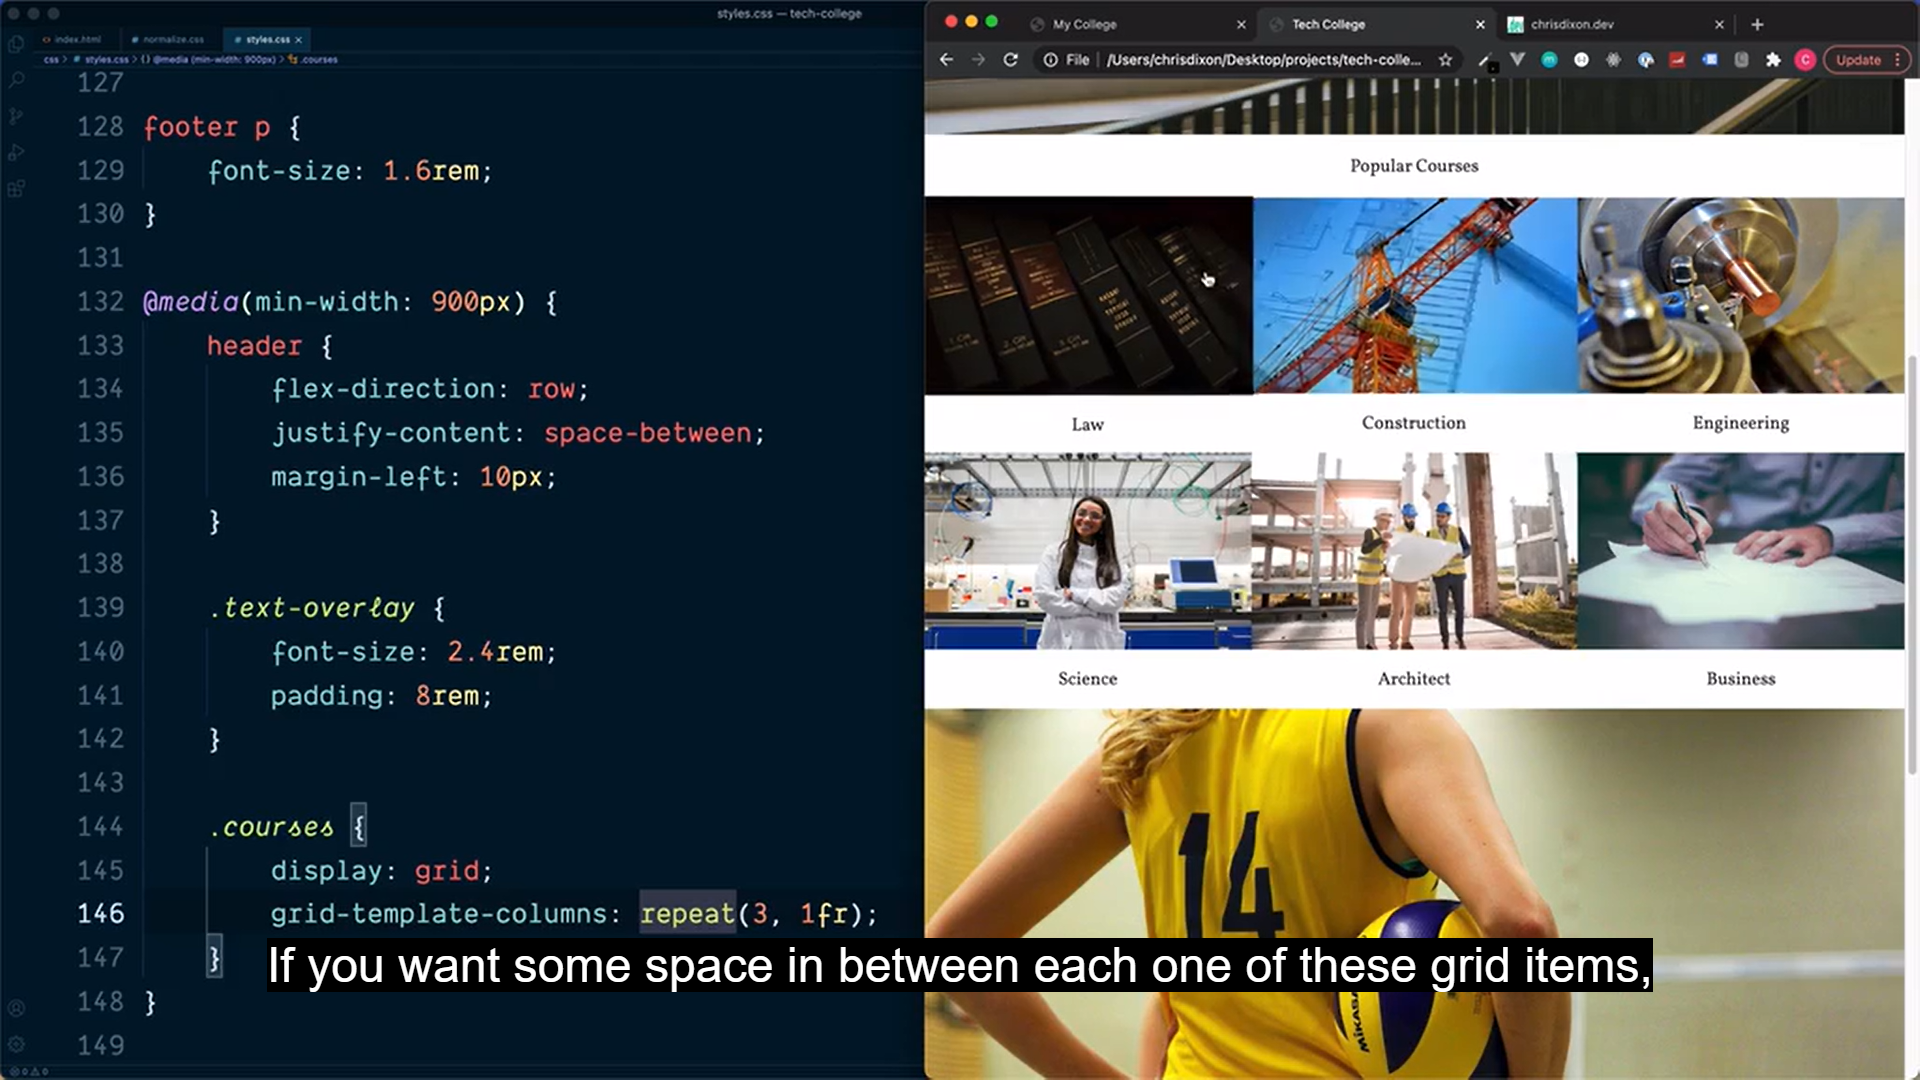 styles.css — tech-college
index.html
normalize.css
styles.css
css > styles.css > {} @media (min-width: 900px) > .courses
127
128 footer p {
129 font-size: 1.6rem;
130 }
131
132 @media(min-width: 900px) {
133 header {
134 flex-direction: row;
135 justify-content: space-between;
136 margin-left: 10px;
137 }
138
139 .text-overlay {
140 font-size: 2.4rem;
141 padding: 8rem;
142 }
143
144 .courses {
145 display: grid;
146 grid-template-columns: repeat(3, 1fr);
147 }
148 }
149
My College
Tech College
chrisdixon.dev
File
/Users/chrisdixon/Desktop/projects/tech-colle...
C
Update
Popular Courses
Law
Construction
Engineering
Science
Architect
Business
14
MIKASA
If you want some space in between each one of these grid items,